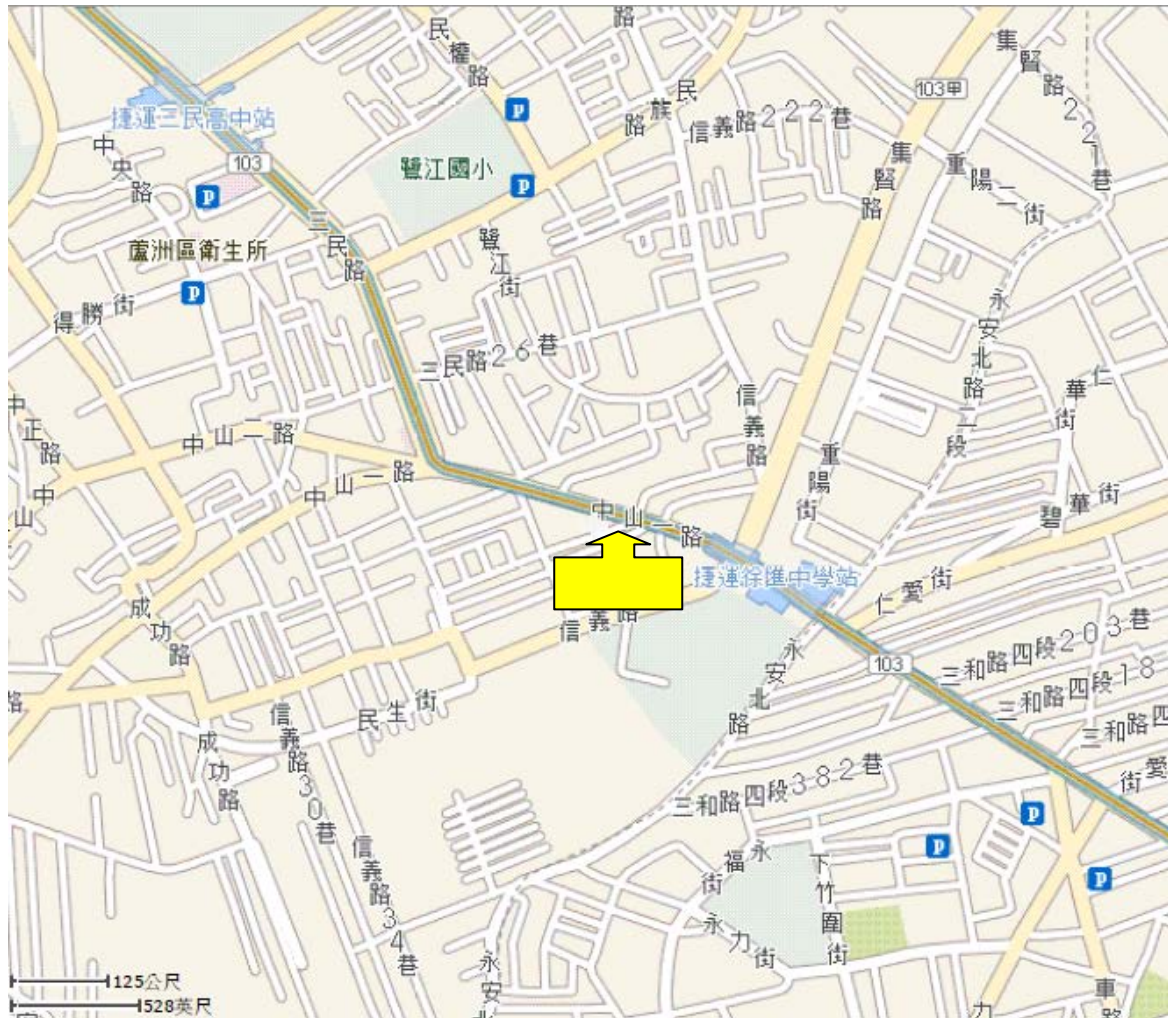 民權路
集賢路221巷
103甲
捷運三民高中站
民族路
信義路222巷
中央路
103
鷺江國小
集賢路
重陽二街
三民路
鷺江街
蘆洲區衛生所
得勝街
永安北路二段
三民路26巷
仁華街
中正路
中山二路
中山一路
信義路
重陽街
碧華街
中山
中山一路
捷運徐匯中學站
仁愛街
成功路
信義路
永安北路
103
三和路四段203巷
三和路四段18
三和路四
路
信義路30巷
民生街
成功路
愛街
三和路四段382巷
信義路34巷
永福街
下竹圍街
永力街
永安北
車路
力
125公尺
528英尺
安
P
P
P
P
P
P
P